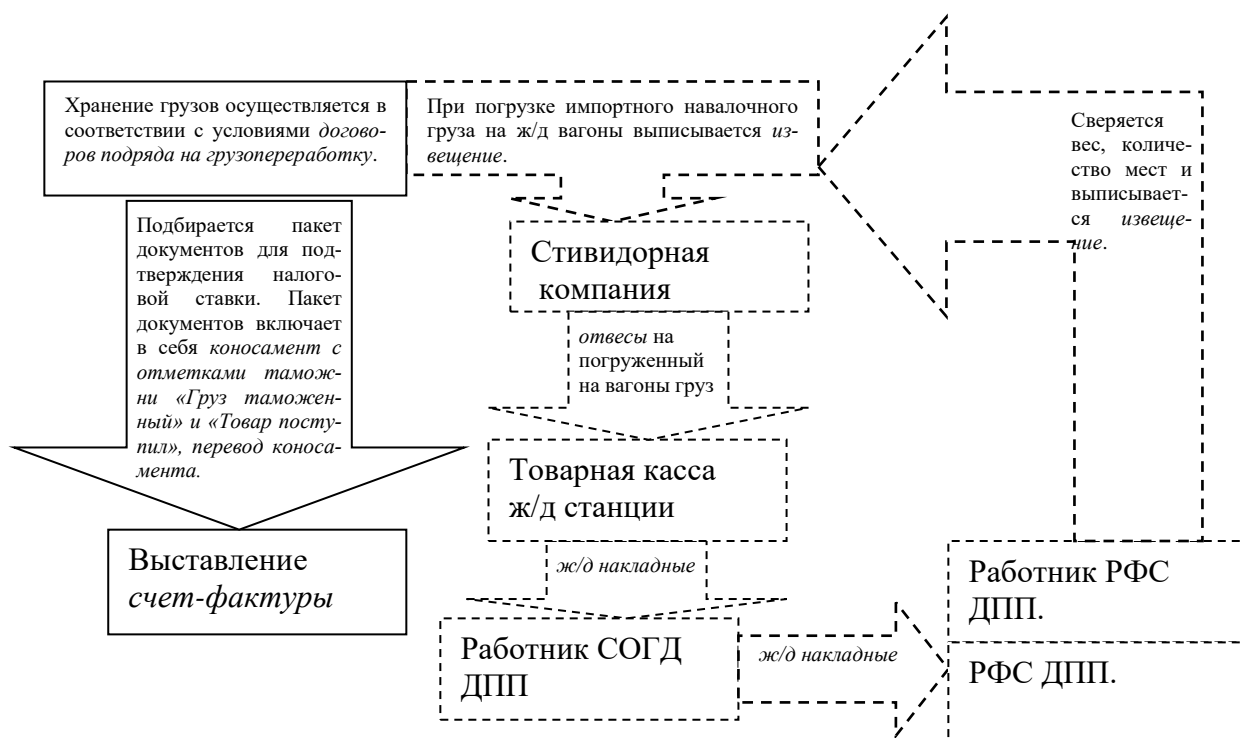 Хранение грузов осуществляется в
соответствии с условиями догово-
ров подряда на грузопереработку.
При погрузке импортного навалочного
груза на ж/д вагоны выписывается из-
вещение.
Сверяется
вес, количе-
ство мест и
выписывает-
ся извеще-
ние.
Подбирается пакет
документов для под-
тверждения налого-
вой ставки. Пакет
документов включает
в себя коносамент с
отметками тамож-
ни «Груз таможен-
ный» и «Товар посту-
пил», перевод коноса-
мента.
Стивидорная
компания
отвесы на
погруженный
на вагоны груз
Товарная касса
ж/д станции
Выставление
счет-фактуры
ж/д накладные
Работник СОГД
ДПП
ж/д накладные
Работник РФС
ДПП.
РФС ДПП.